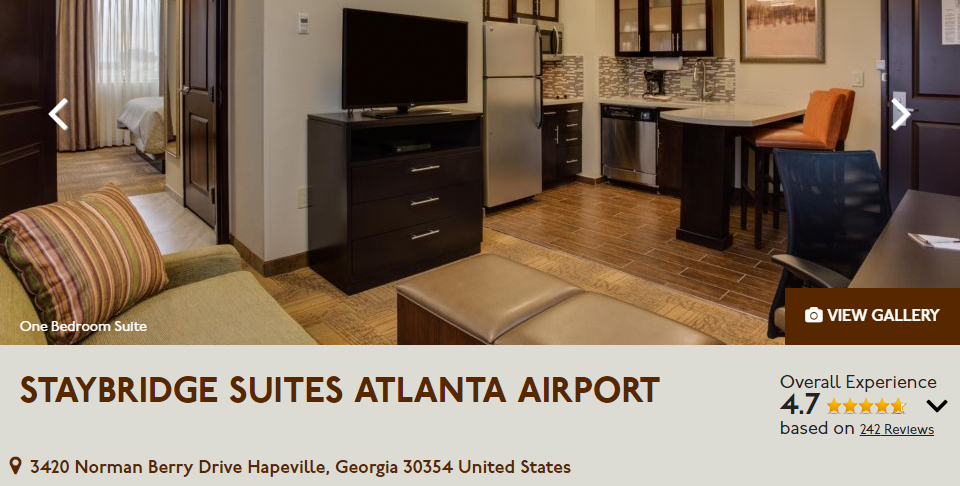 One Bedroom Suite
VIEW GALLERY
STAYBRIDGE SUITES ATLANTA AIRPORT
Overall Experience
4.7
based on 242 Reviews
3420 Norman Berry Drive Hapeville, Georgia 30354 United States